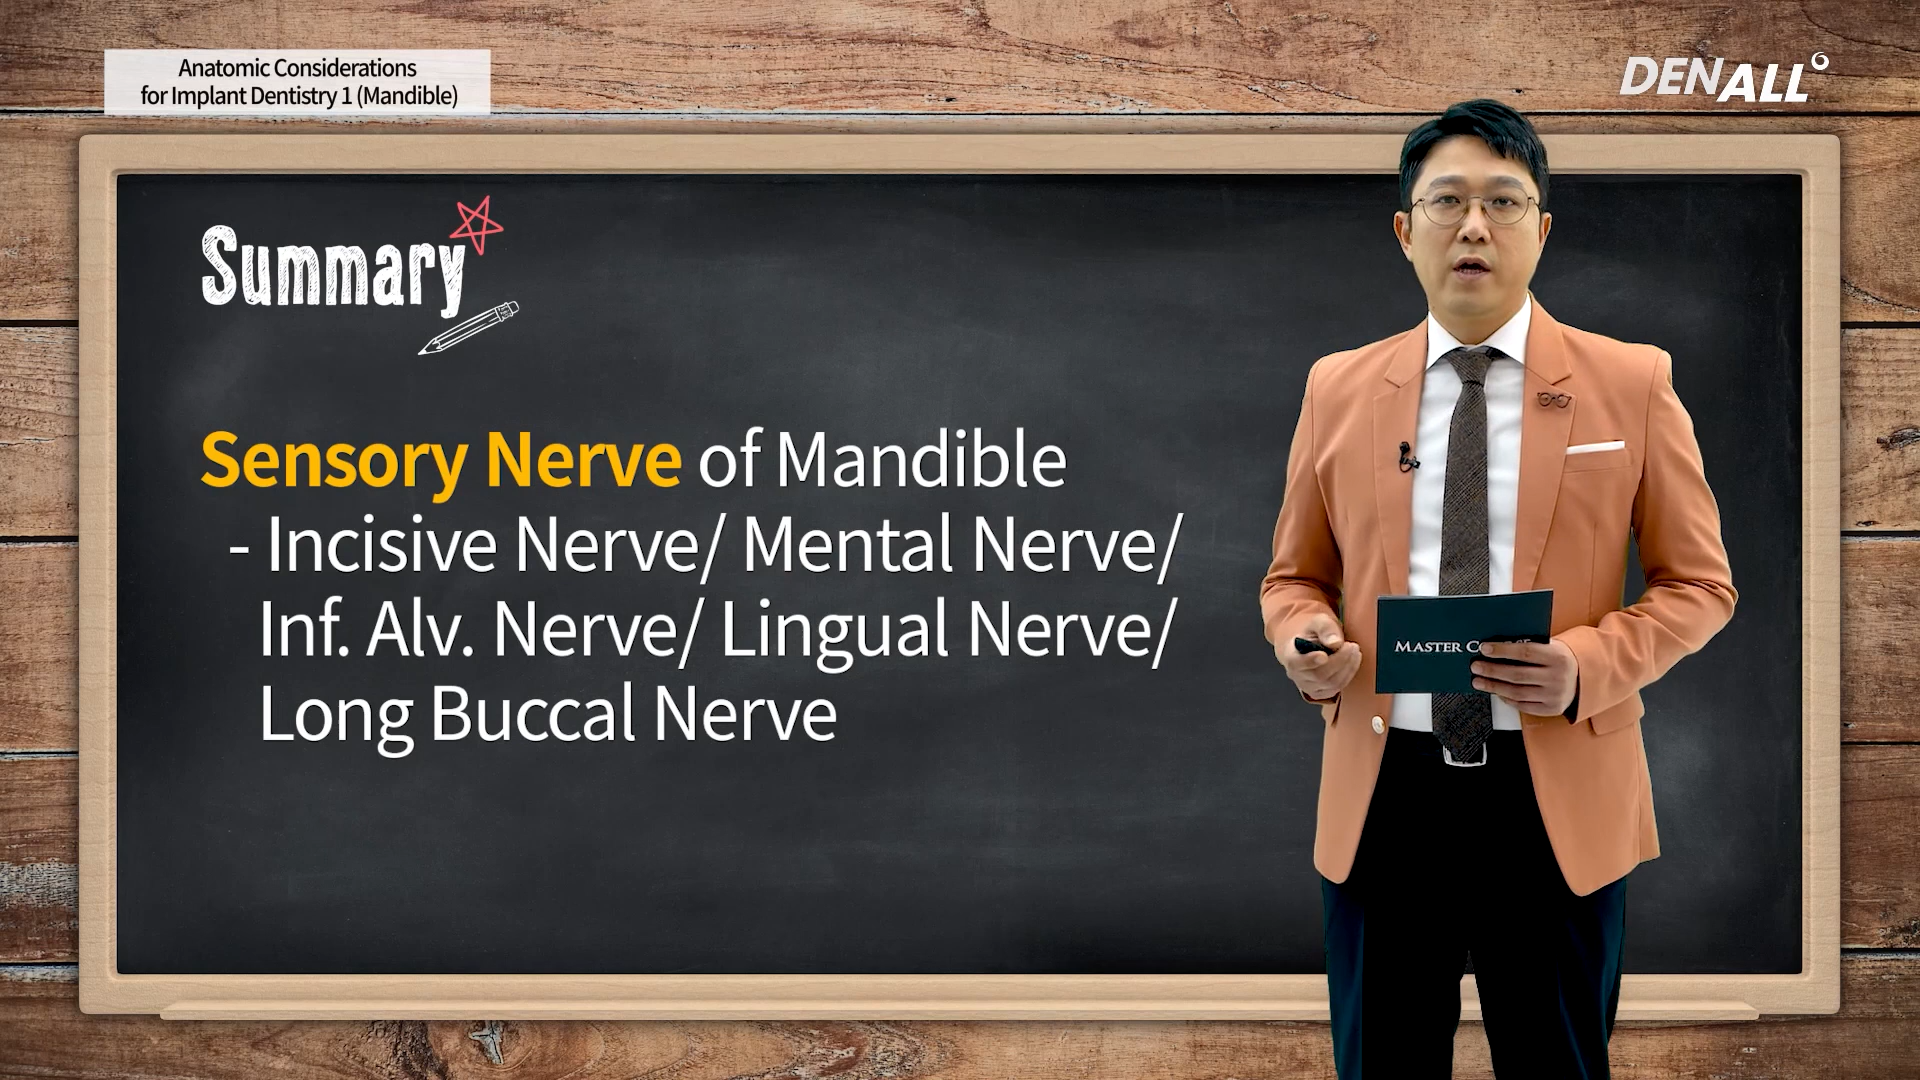 Anatomic Considerations
for Implant Dentistry 1 (Mandible)
DENALL
Summary
Sensory Nerve of Mandible
- Incisive Nerve/ Mental Nerve/
Inf. Alv. Nerve/ Lingual Nerve/
Long Buccal Nerve
MASTER